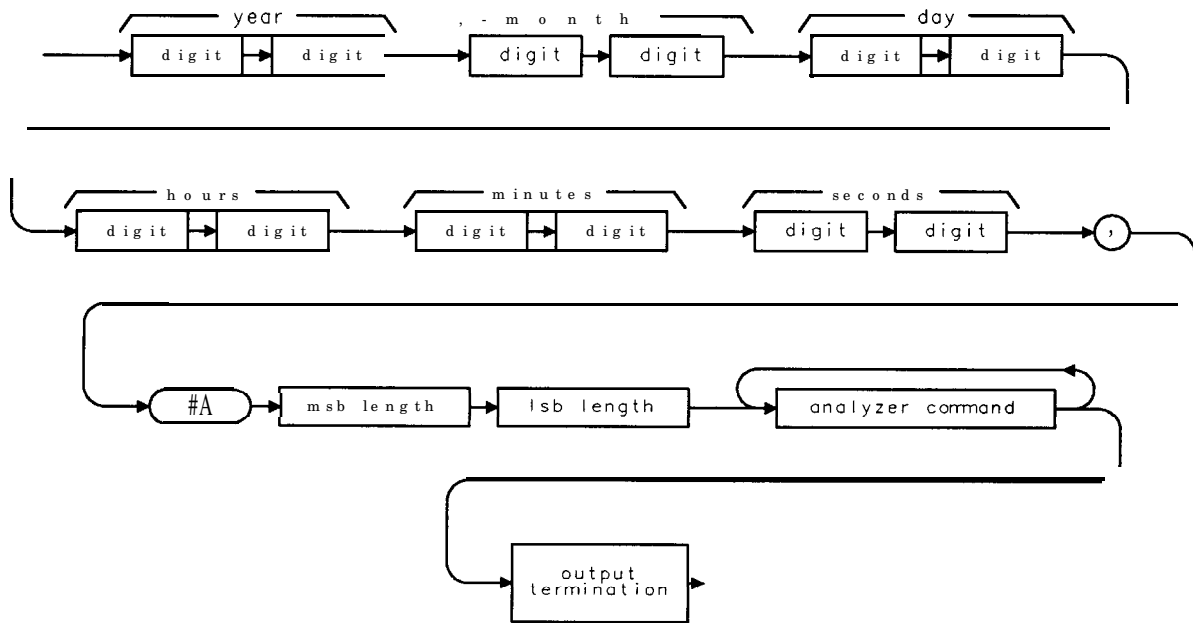 year , - month day
digit digit digit digit digit digit
hours minutes seconds
digit digit digit digit digit digit ,
#A msb length lsb length analyzer command
output
termination